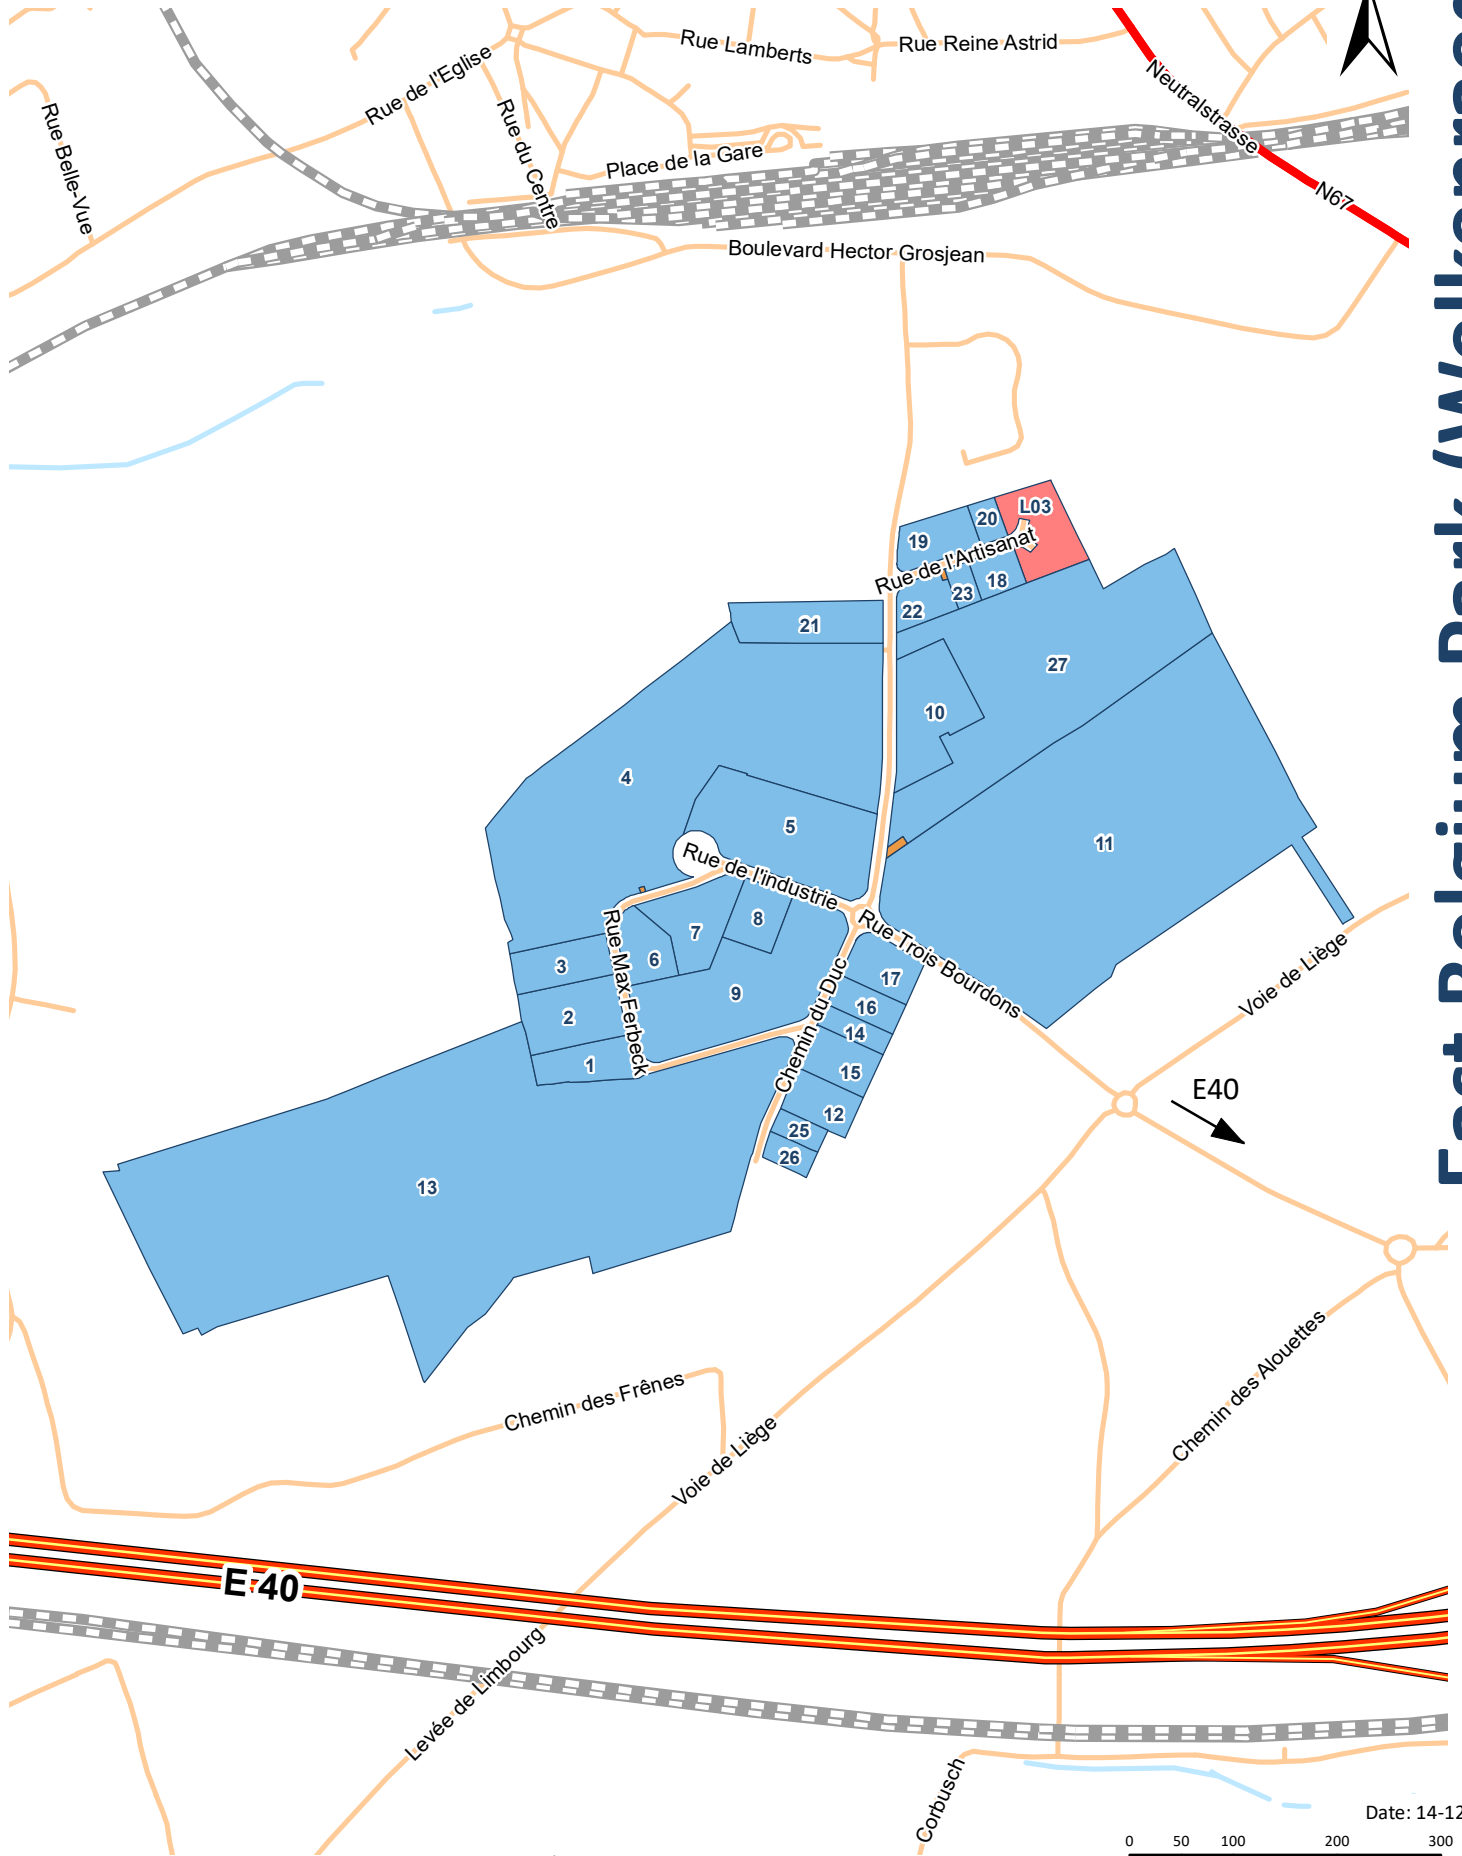 Rue Lamberts
Rue Reine Astrid
Rue de l'Eglise
Neutralstrasse
Rue Belle-Vue
Rue du Centre
Place de la Gare
N67
Boulevard Hector Grosjean
East Belgium Park
L03
20
19
Rue de l'Artisanat
18
23
22
21
27
10
4
5
11
Rue de l'industrie
8
7
Rue Max Ferbeck
Rue Trois Bourdons
6
3
17
Voie de Liège
9
16
2
14
Chemin du Duc
1
15
E40
12
25
26
13
Chemin des Alouettes
Chemin des Frênes
Voie de Liège
E 40
Levée de Limbourg
Corbusch
Date: 14-12
0 50 100 200 300